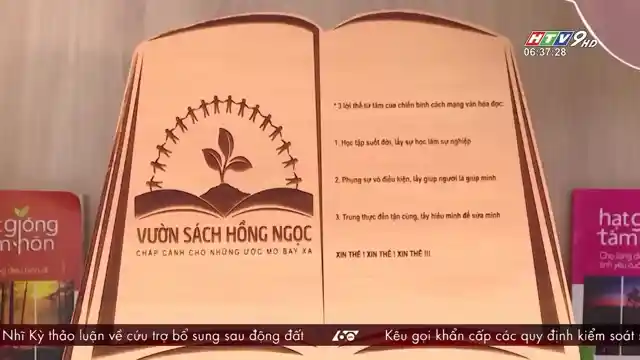 HTV9 HD
06:37:28
* 3 lời thề từ tâm của chiến binh cách mạng văn hóa đọc:
1. Học tập suốt đời, lấy sự học làm sự nghiệp
2. Phụng sự vô điều kiện, lấy giúp người là giúp mình
3. Trung thực đến tận cùng, lấy hiểu mình để sửa mình
XIN THỀ ! XIN THỀ ! XIN THỀ !!!
VƯỜN SÁCH HỒNG NGỌC
CHẮP CÁNH CHO NHỮNG ƯỚC MƠ BAY XA
t giống
m hồn
hạt g
tâm
Nhĩ Kỳ thảo luận về cứu trợ bổ sung sau động đất
60
Kêu gọi khẩn cấp các quy định kiểm soát